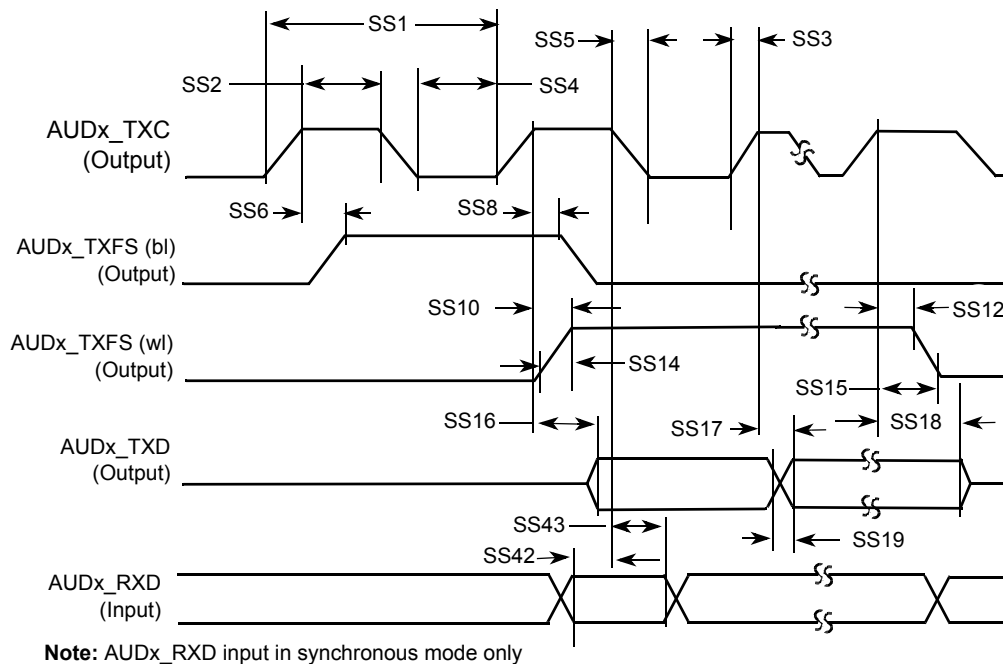 SS1
SS5
SS3
SS2
SS4
AUDx_TXC
(Output)
SS6
SS8
AUDx_TXFS (bl)
(Output)
SS10
SS12
AUDx_TXFS (wl)
(Output)
SS14
SS15
SS16
SS17
SS18
AUDx_TXD
(Output)
SS43
SS19
SS42
AUDx_RXD
(Input)
Note: AUDx_RXD input in synchronous mode only